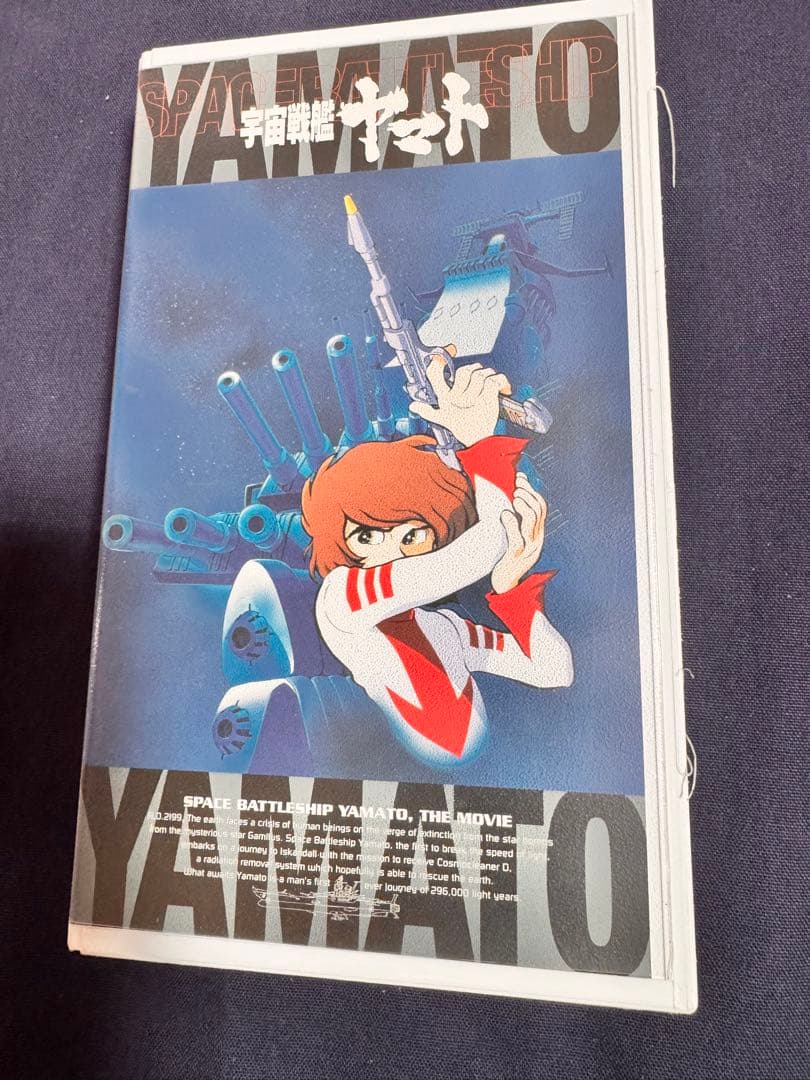 YAMATO
SPACE BATTLESHIP
宇宙戦艦ヤマト
SPACE BATTLESHIP YAMATO, THE MOVIE
A.D.2199, The earth faces a crisis of human beings on the verge of extinction from the star bombs
from the mysterious star Gamillus. Space Battleship Yamato, the first to break the speed of light,
embarks on a journey to Iskandall with the mission to receive Cosmocleaner D,
a radiation removal system which hopefully is able to rescue the earth.
What awaits Yamato is a man's first ever journey of 296,000 light years.
YAMATO